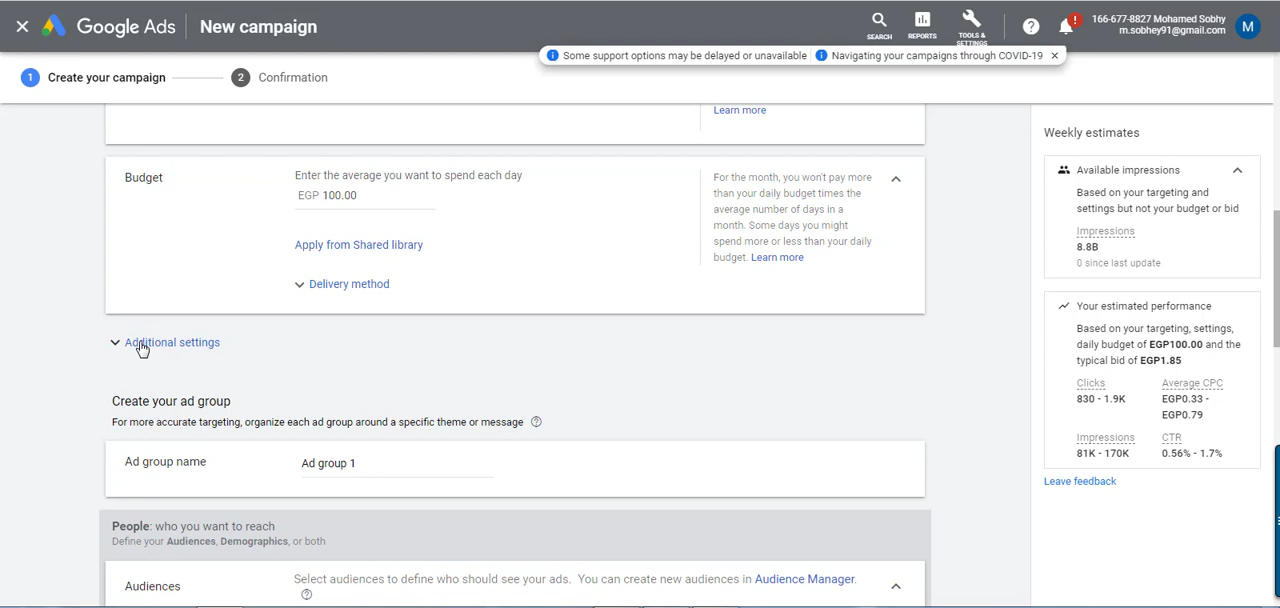 Google Ads
New campaign
SEARCH
REPORTS
TOOLS &
SETTINGS
!
166-677-8827 Mohamed Sobhy
m.sobhey91@gmail.com
M
Some support options may be delayed or unavailable
Navigating your campaigns through COVID-19
1 Create your campaign
2 Confirmation
Learn more
Budget
Enter the average you want to spend each day
EGP 100.00
Apply from Shared library
Delivery method
For the month, you won't pay more
than your daily budget times the
average number of days in a
month. Some days you might
spend more or less than your daily
budget. Learn more
Additional settings
Create your ad group
For more accurate targeting, organize each ad group around a specific theme or message
Ad group name
Ad group 1
People: who you want to reach
Define your Audiences, Demographics, or both
Audiences
Select audiences to define who should see your ads. You can create new audiences in Audience Manager.
Weekly estimates
Available impressions
Based on your targeting and
settings but not your budget or bid
Impressions
8.8B
0 since last update
Your estimated performance
Based on your targeting, settings,
daily budget of EGP100.00 and the
typical bid of EGP1.85
Clicks
830 - 1.9K
Average CPC
EGP0.33 -
EGP0.79
Impressions
81K - 170K
CTR
0.56% - 1.7%
Leave feedback